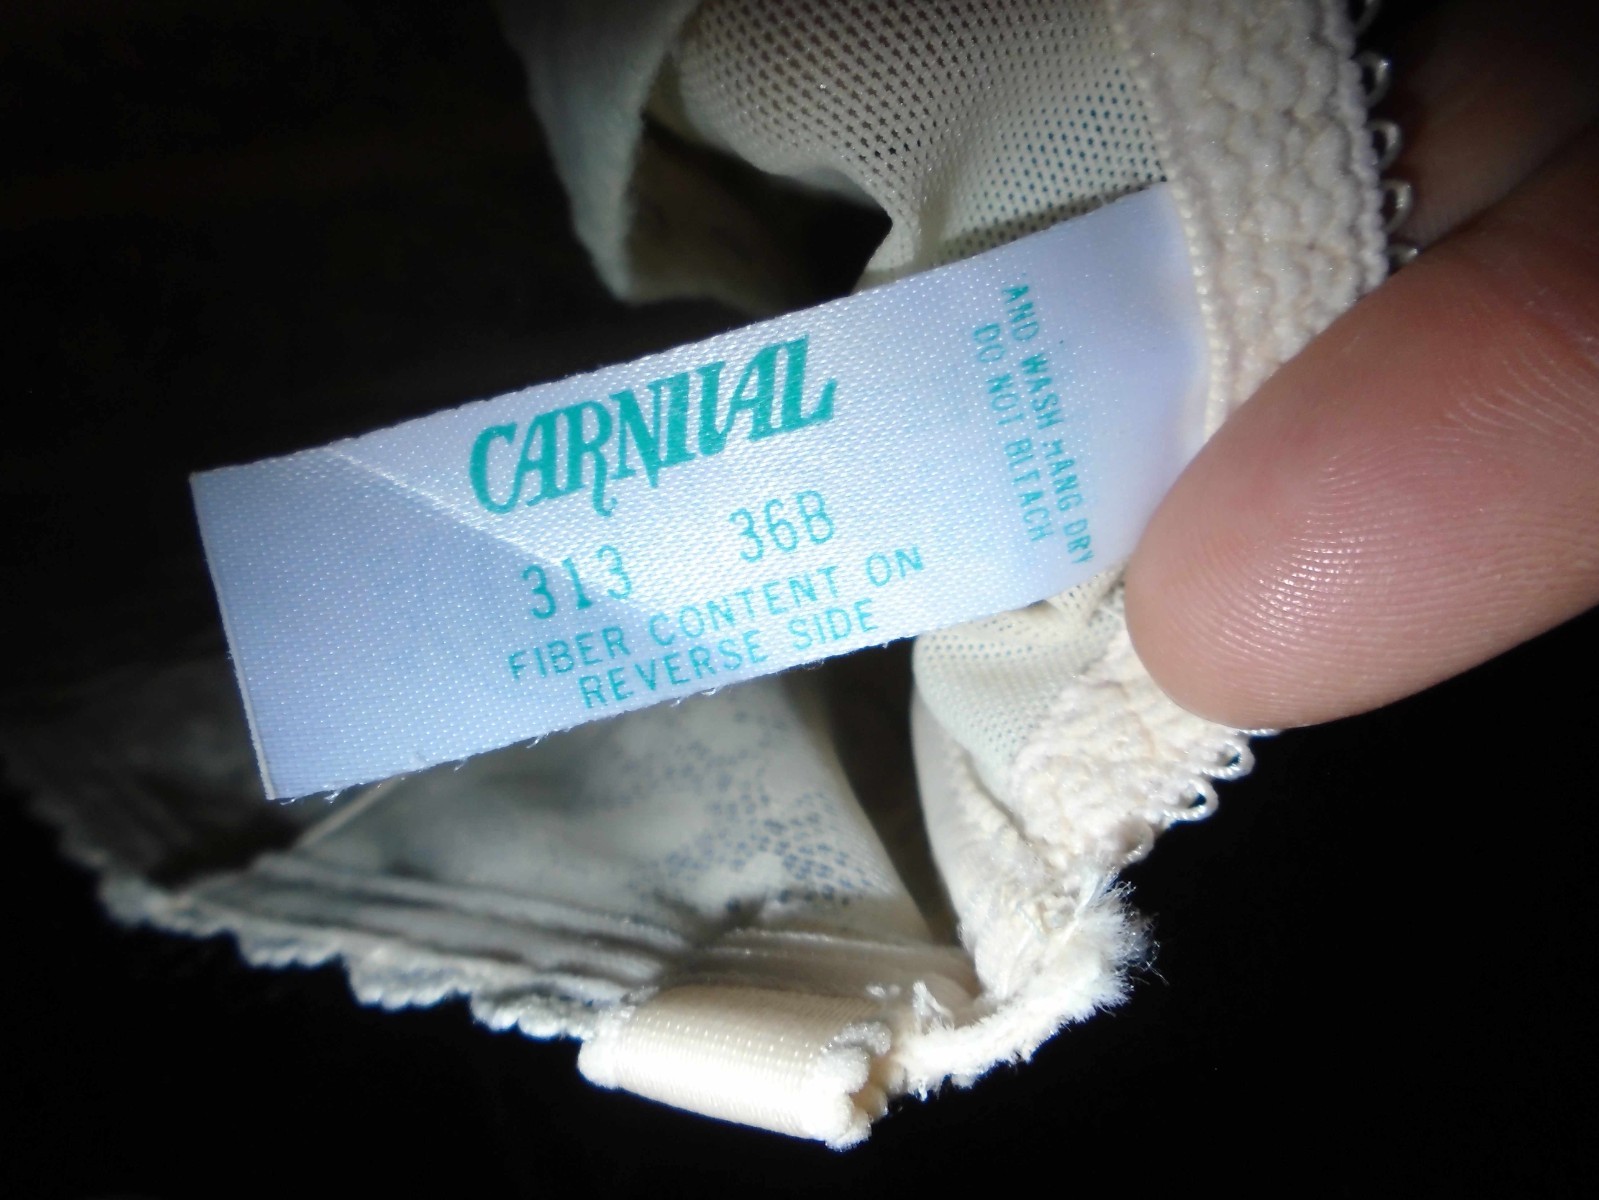 CARNIVAL
313 36B
FIBER CONTENT ON
REVERSE SIDE
AND WASH HANG DRY
DO NOT BLEACH